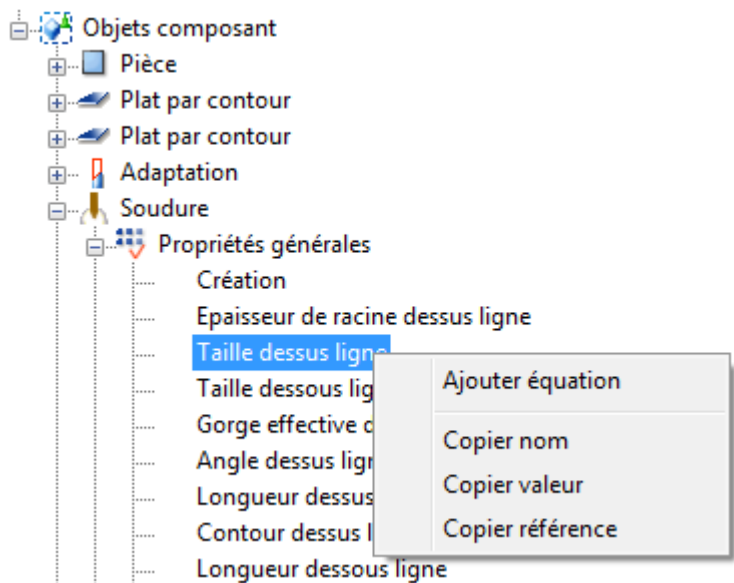 Objets composant
Pièce
Plat par contour
Plat par contour
Adaptation
Soudure
Propriétés générales
Création
Epaisseur de racine dessus ligne
Taille dessus ligne
Ajouter équation
Taille dessous lig
Gorge effective d
Copier nom
Angle dessus ligr
Copier valeur
Longueur dessus
Contour dessus l
Copier référence
Longueur dessous ligne